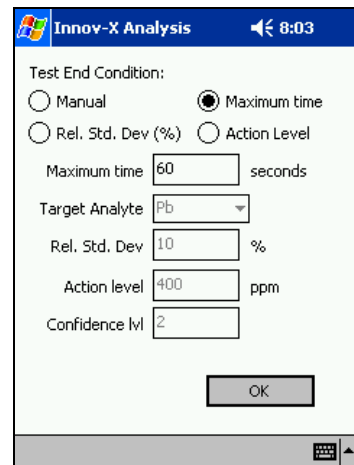 Innov-X Analysis 8:03
Test End Condition:
Manual Maximum time
Rel. Std. Dev (%) Action Level
Maximum time 60 seconds
Target Analyte Pb
Rel. Std. Dev 10 %
Action level 400 ppm
Confidence lvl 2
OK